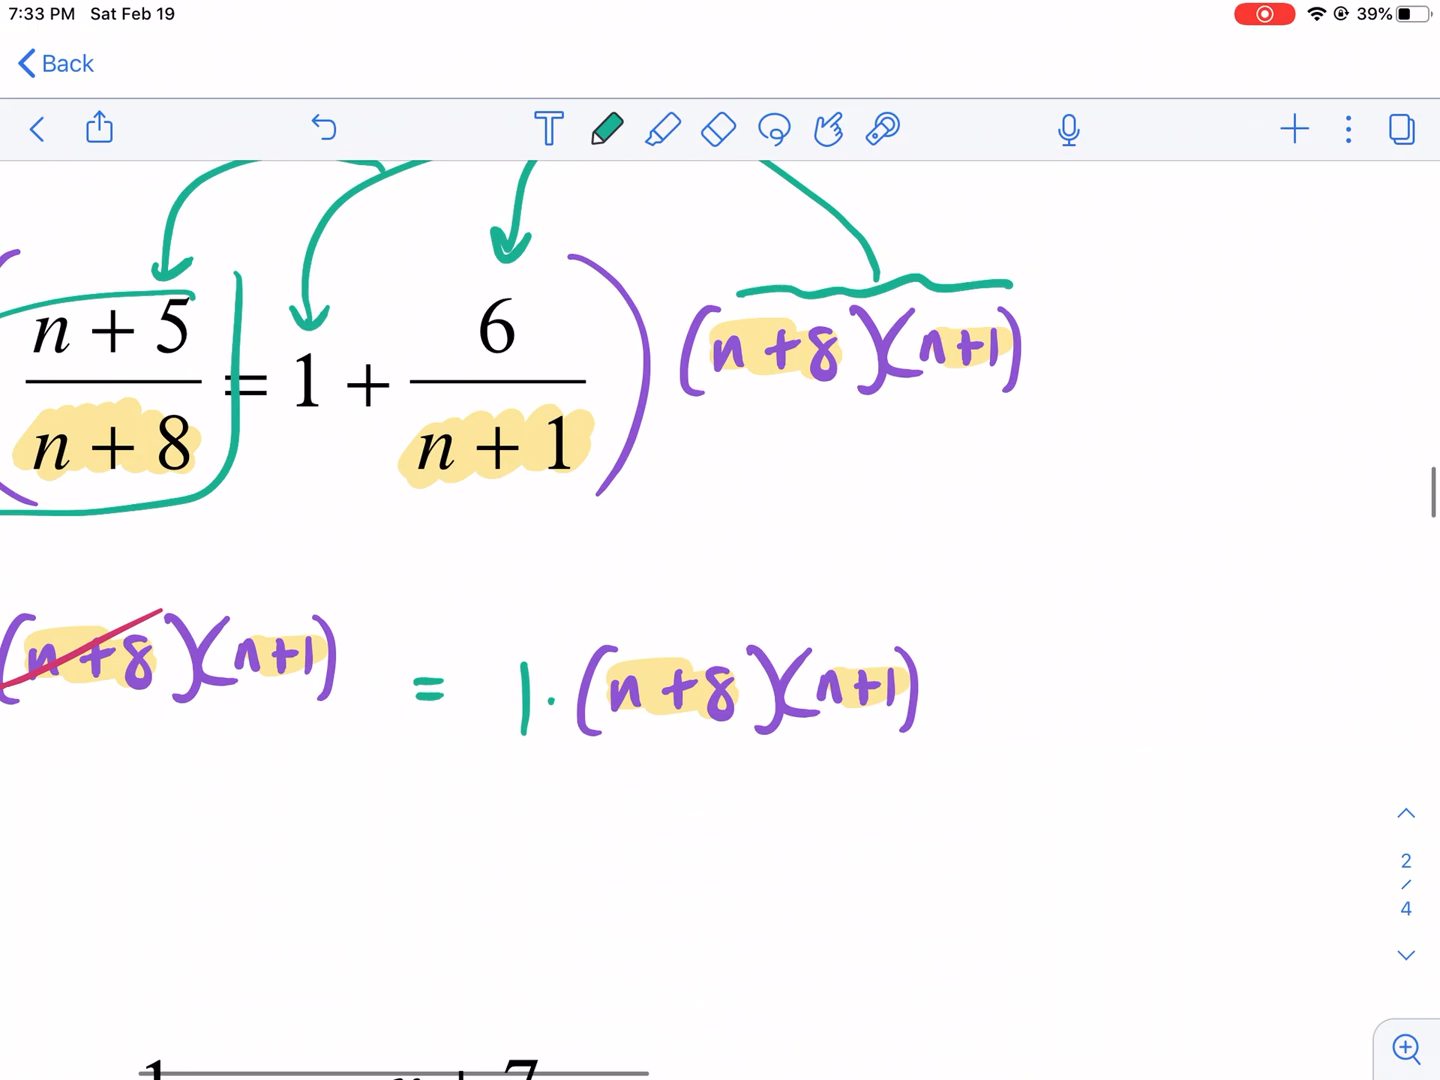 7:33 PM Sat Feb 19 39%
Back
T
n + 5 / n + 8 = 1 + 6 / n + 1 ) (n+8)(n+1)
(n+8)(n+1) = 1 · (n+8)(n+1)
2
/
4